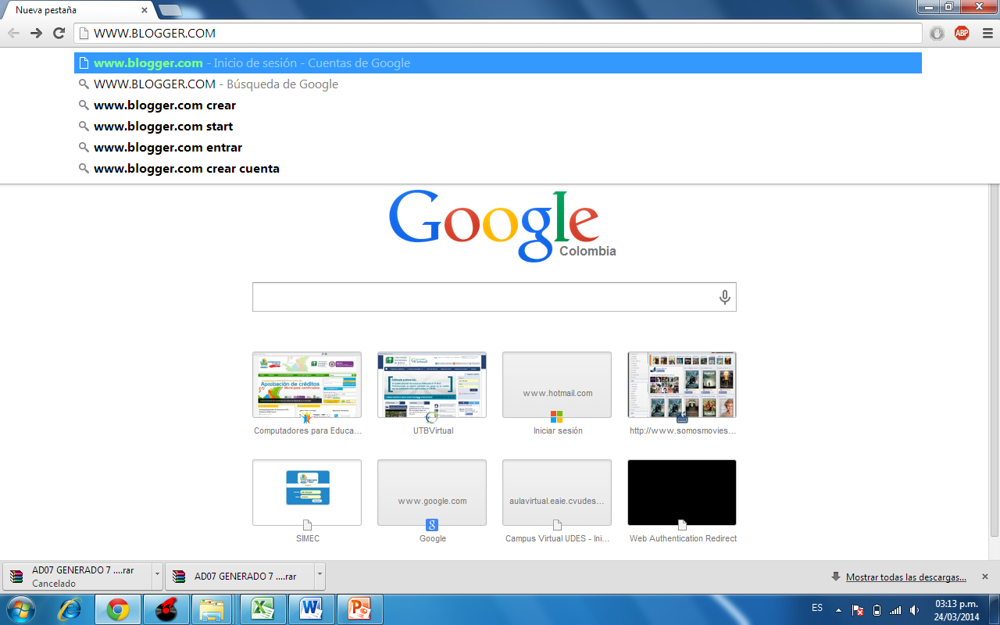 Nueva pestaña
WWW.BLOGGER.COM
ABP
www.blogger.com - Inicio de sesión - Cuentas de Google
WWW.BLOGGER.COM - Búsqueda de Google
www.blogger.com crear
www.blogger.com start
www.blogger.com entrar
www.blogger.com crear cuenta
Google
Colombia
Aprobación de créditos
www.hotmail.com
Computadores para Educa...
UTBVirtual
Iniciar sesión
http://www.somosmovies...
www.google.com
aulavirtual.eaie.cvudes...
SIMEC
Google
Campus Virtual UDES - Ini...
Web Authentication Redirect
AD07 GENERADO 7 ....rar
Cancelado
AD07 GENERADO 7 ....rar
Mostrar todas las descargas...
ES
03:13 p.m.
24/03/2014